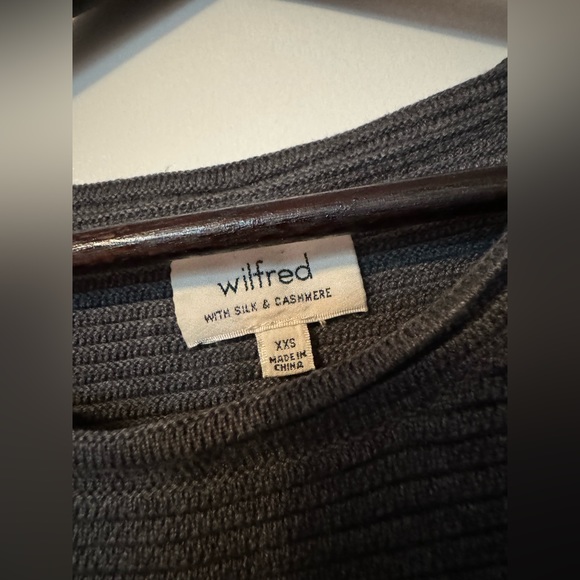 wilfred
WITH SILK & CASHMERE
XXS
MADE IN
CHINA